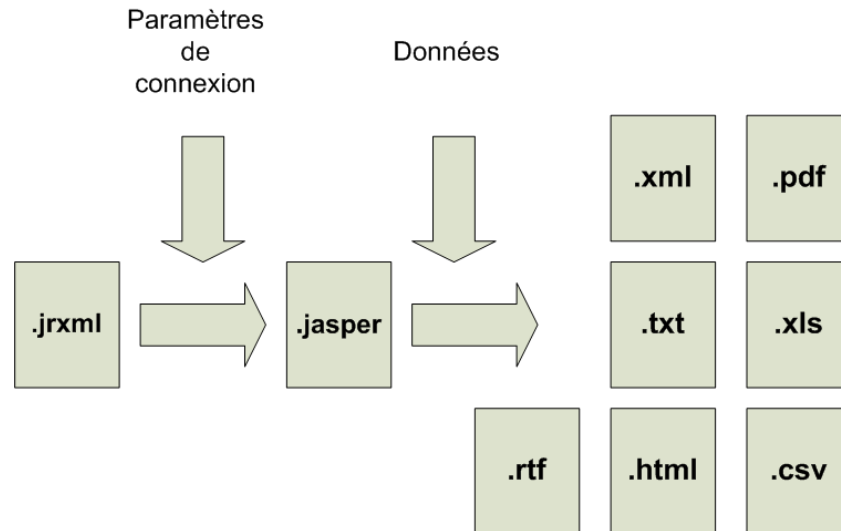 Paramètres
de
connexion
Données
.xml
.pdf
.jrxml
.jasper
.txt
.xls
.rtf
.html
.csv